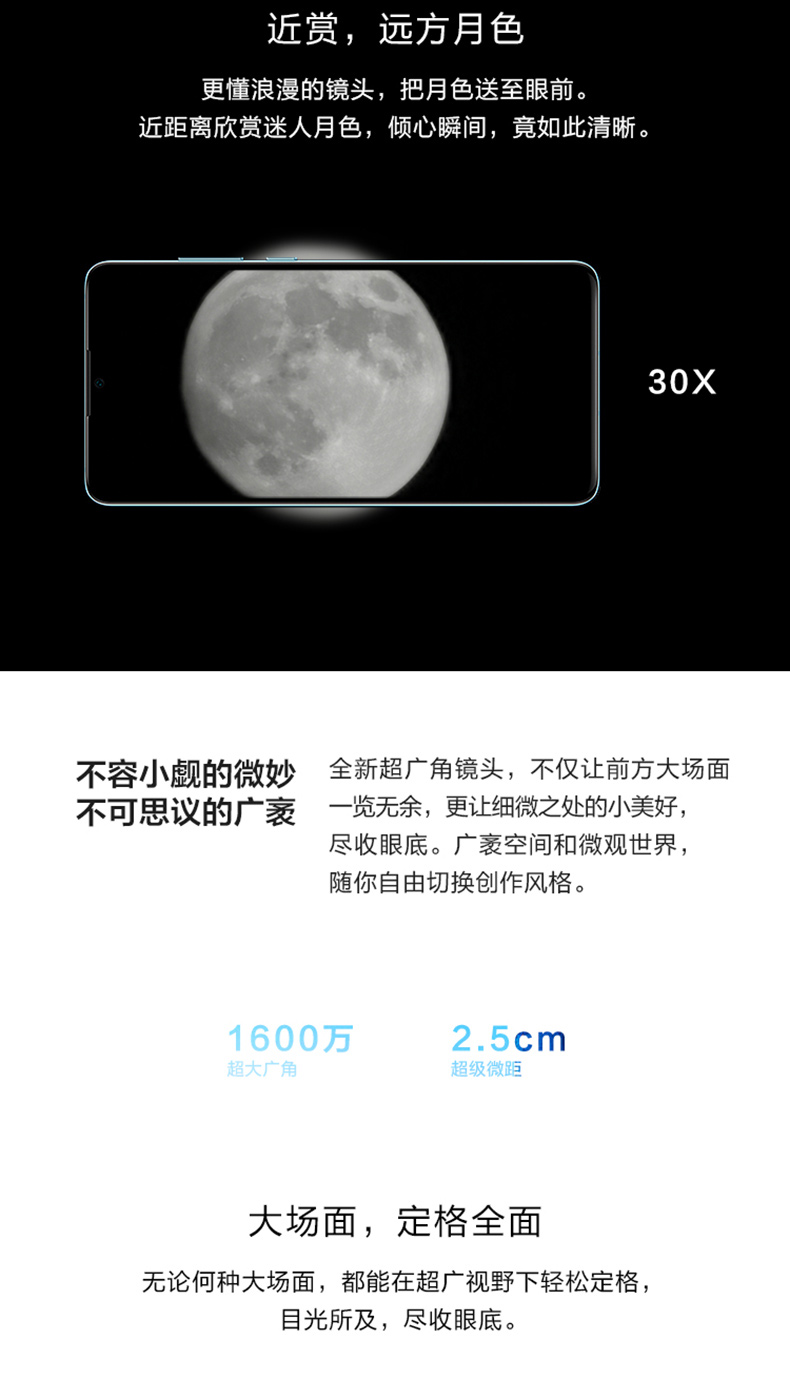 近赏，远方月色
更懂浪漫的镜头，把月色送至眼前。
近距离欣赏迷人月色，倾心瞬间，竟如此清晰。
30X
不容小觑的微妙
不可思议的广袤
全新超广角镜头，不仅让前方大场面
一览无余，更让细微之处的小美好，
尽收眼底。广袤空间和微观世界，
随你自由切换创作风格。
1600万
超大广角
2.5cm
超级微距
大场面，定格全面
无论何种大场面，都能在超广视野下轻松定格，
目光所及，尽收眼底。